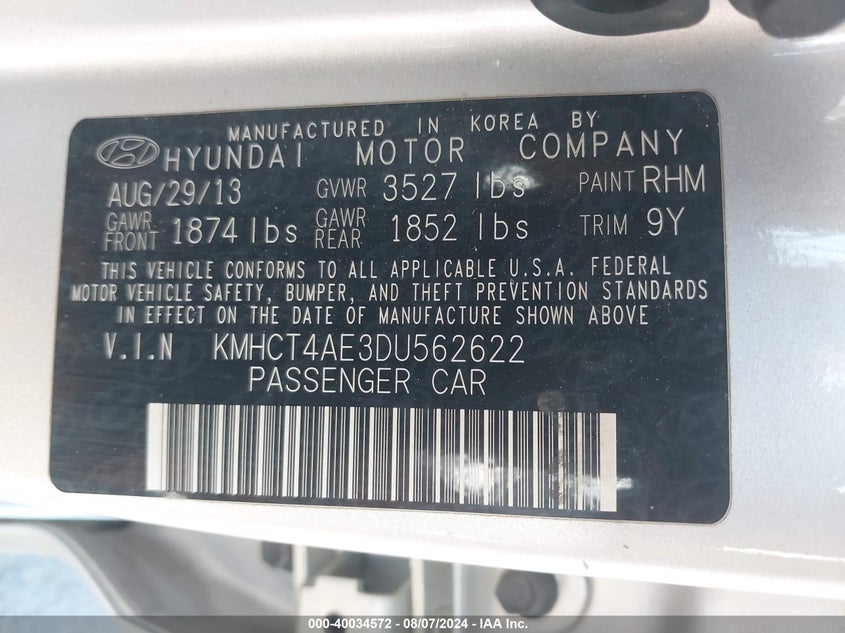 MANUFACTURED IN KOREA BY
HYUNDAI MOTOR COMPANY
AUG/29/13 GVWR 3527 lbs PAINT RHM
GAWR FRONT 1874 lbs GAWR REAR 1852 lbs TRIM 9Y
THIS VEHICLE CONFORMS TO ALL APPLICABLE U.S.A. FEDERAL
MOTOR VEHICLE SAFETY, BUMPER, AND THEFT PREVENTION STANDARDS
IN EFFECT ON THE DATE OF MANUFACTURE SHOWN ABOVE
V.I.N KMHCT4AE3DU562622
PASSENGER CAR
000-40034572 - 08/07/2024 - IAA Holdings, LLC.